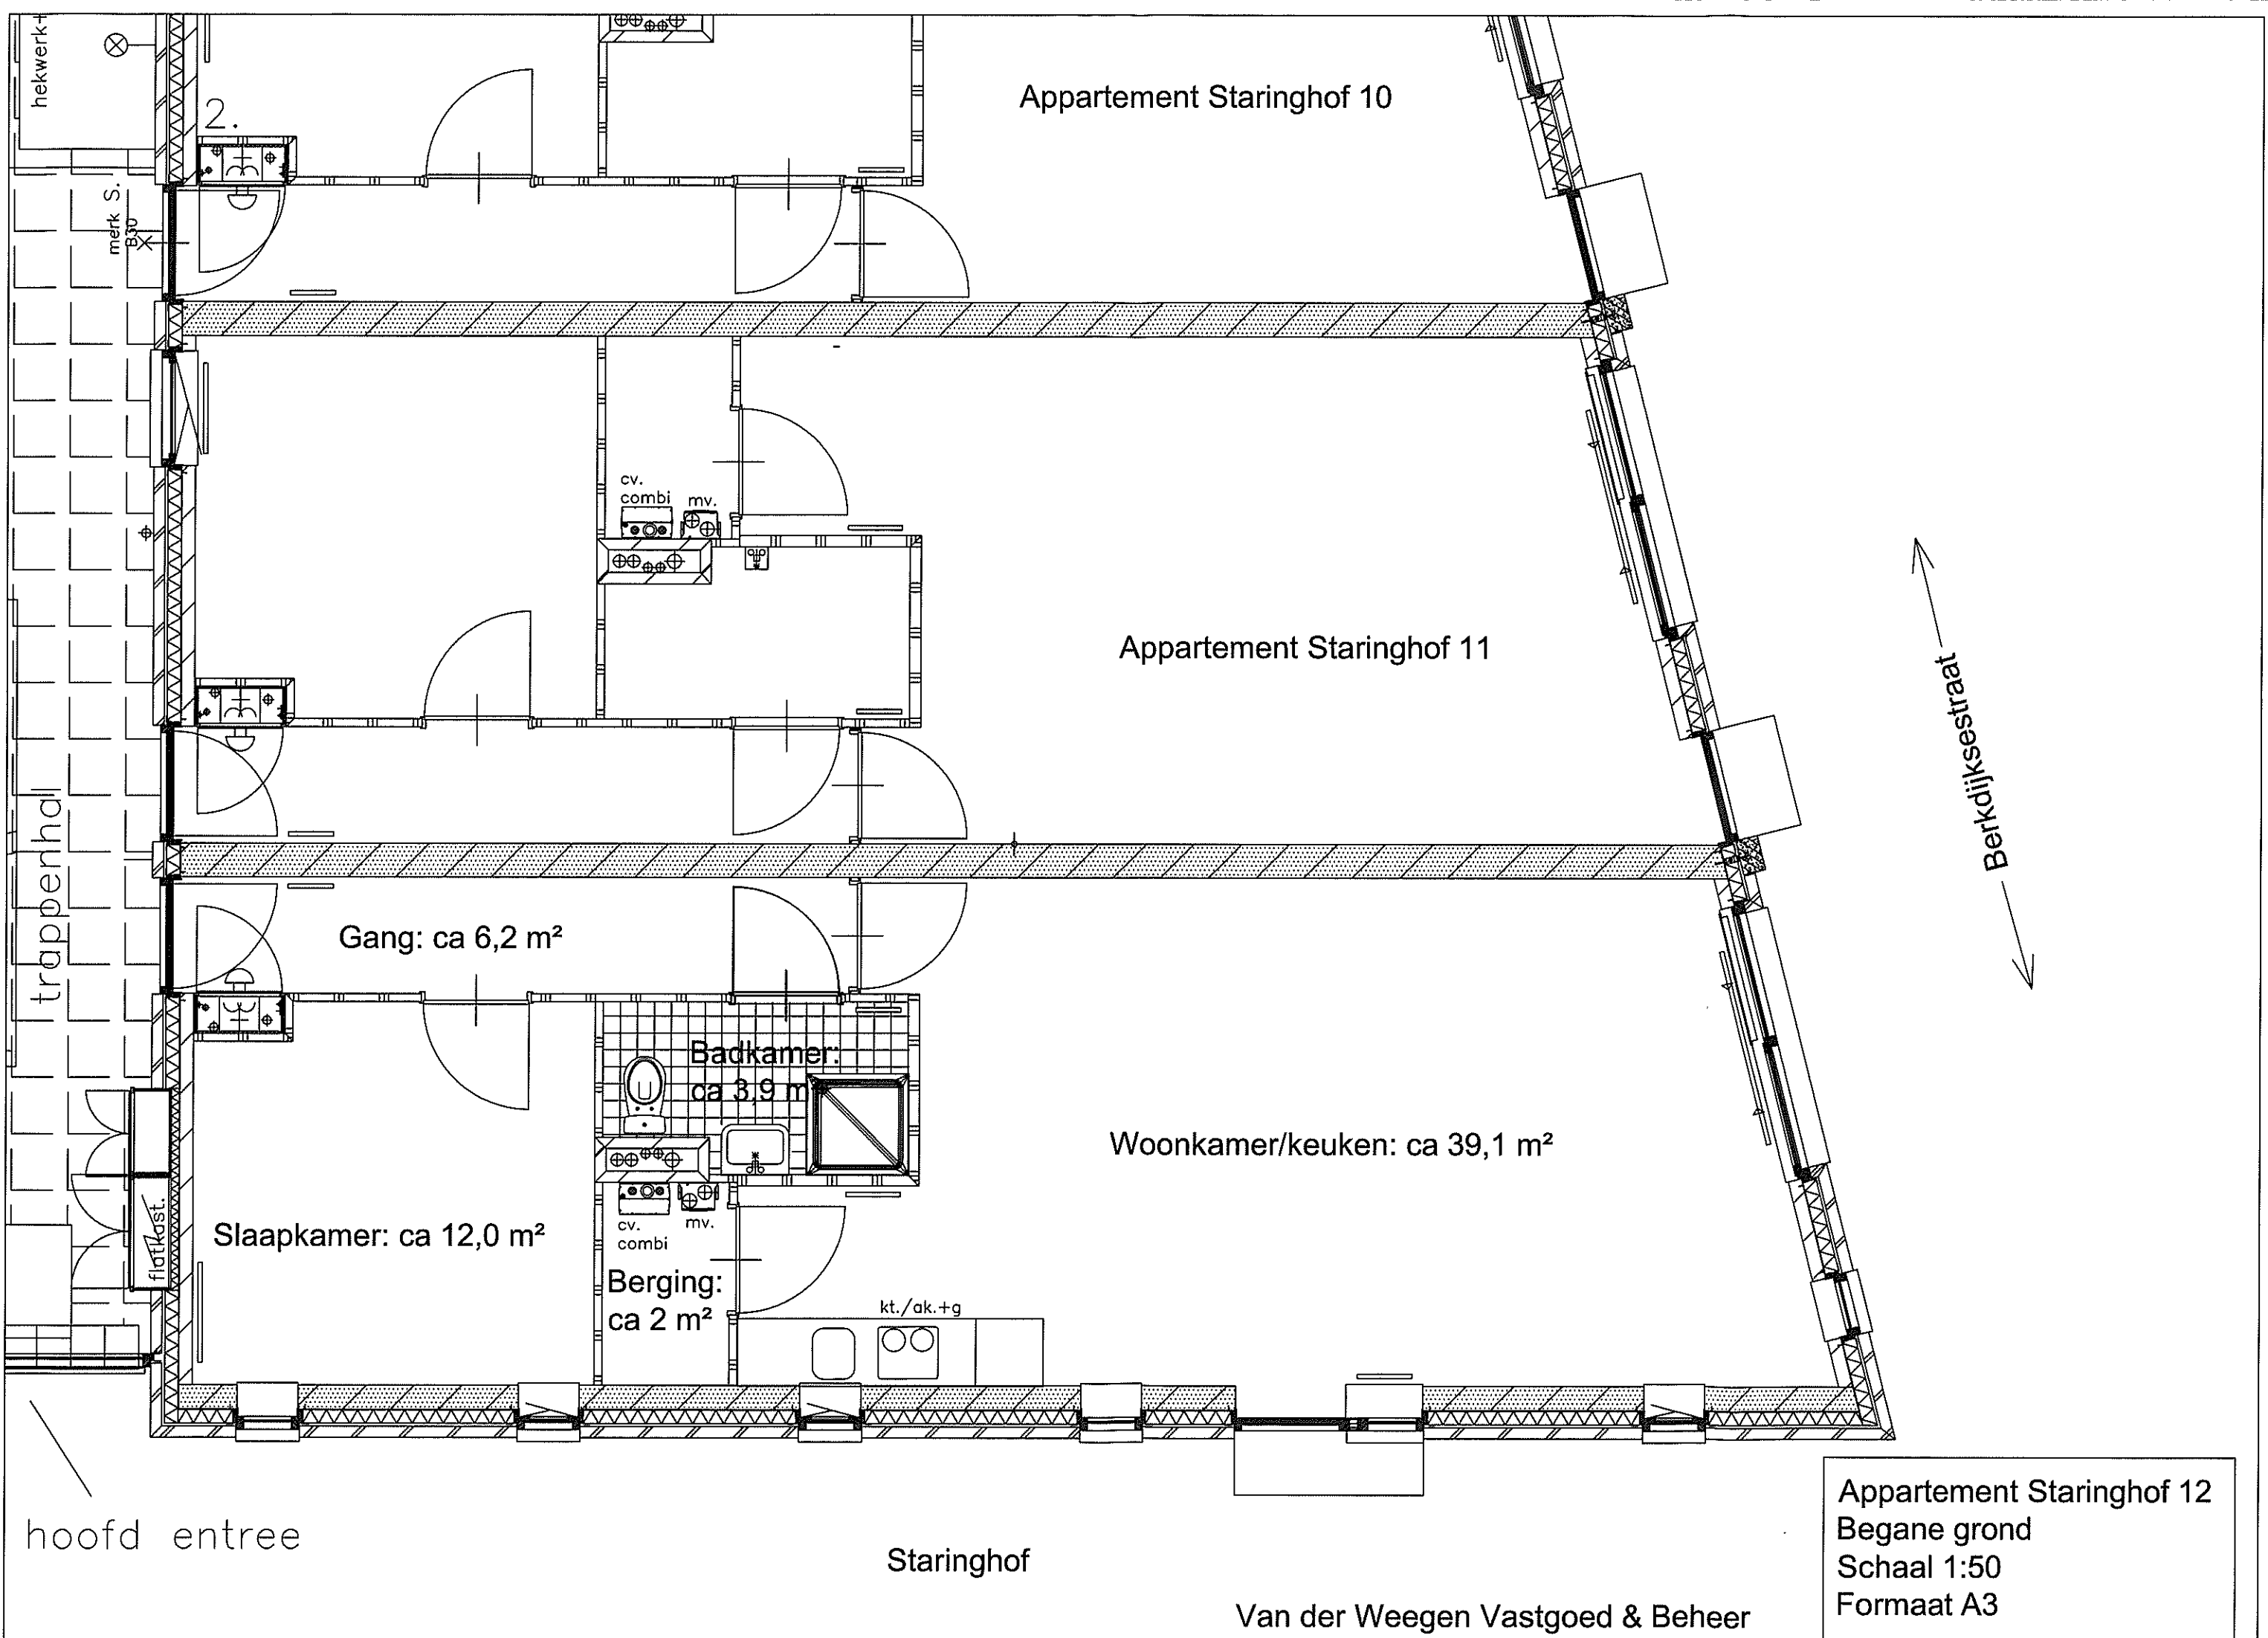 hekwerk+
2.
Appartement Staringhof 10
merk S.
B30
cv.
combi
mv.
Appartement Staringhof 11
Berkdijksestraat
trappenhal
Gang: ca 6,2 m²
Badkamer:
ca 3,9 m
Woonkamer/keuken: ca 39,1 m²
flatkast.
Slaapkamer: ca 12,0 m²
cv.
combi
mv.
Berging:
ca 2 m²
kt./ak.+g
hoofd entree
Staringhof
Van der Weegen Vastgoed & Beheer
Appartement Staringhof 12
Begane grond
Schaal 1:50
Formaat A3